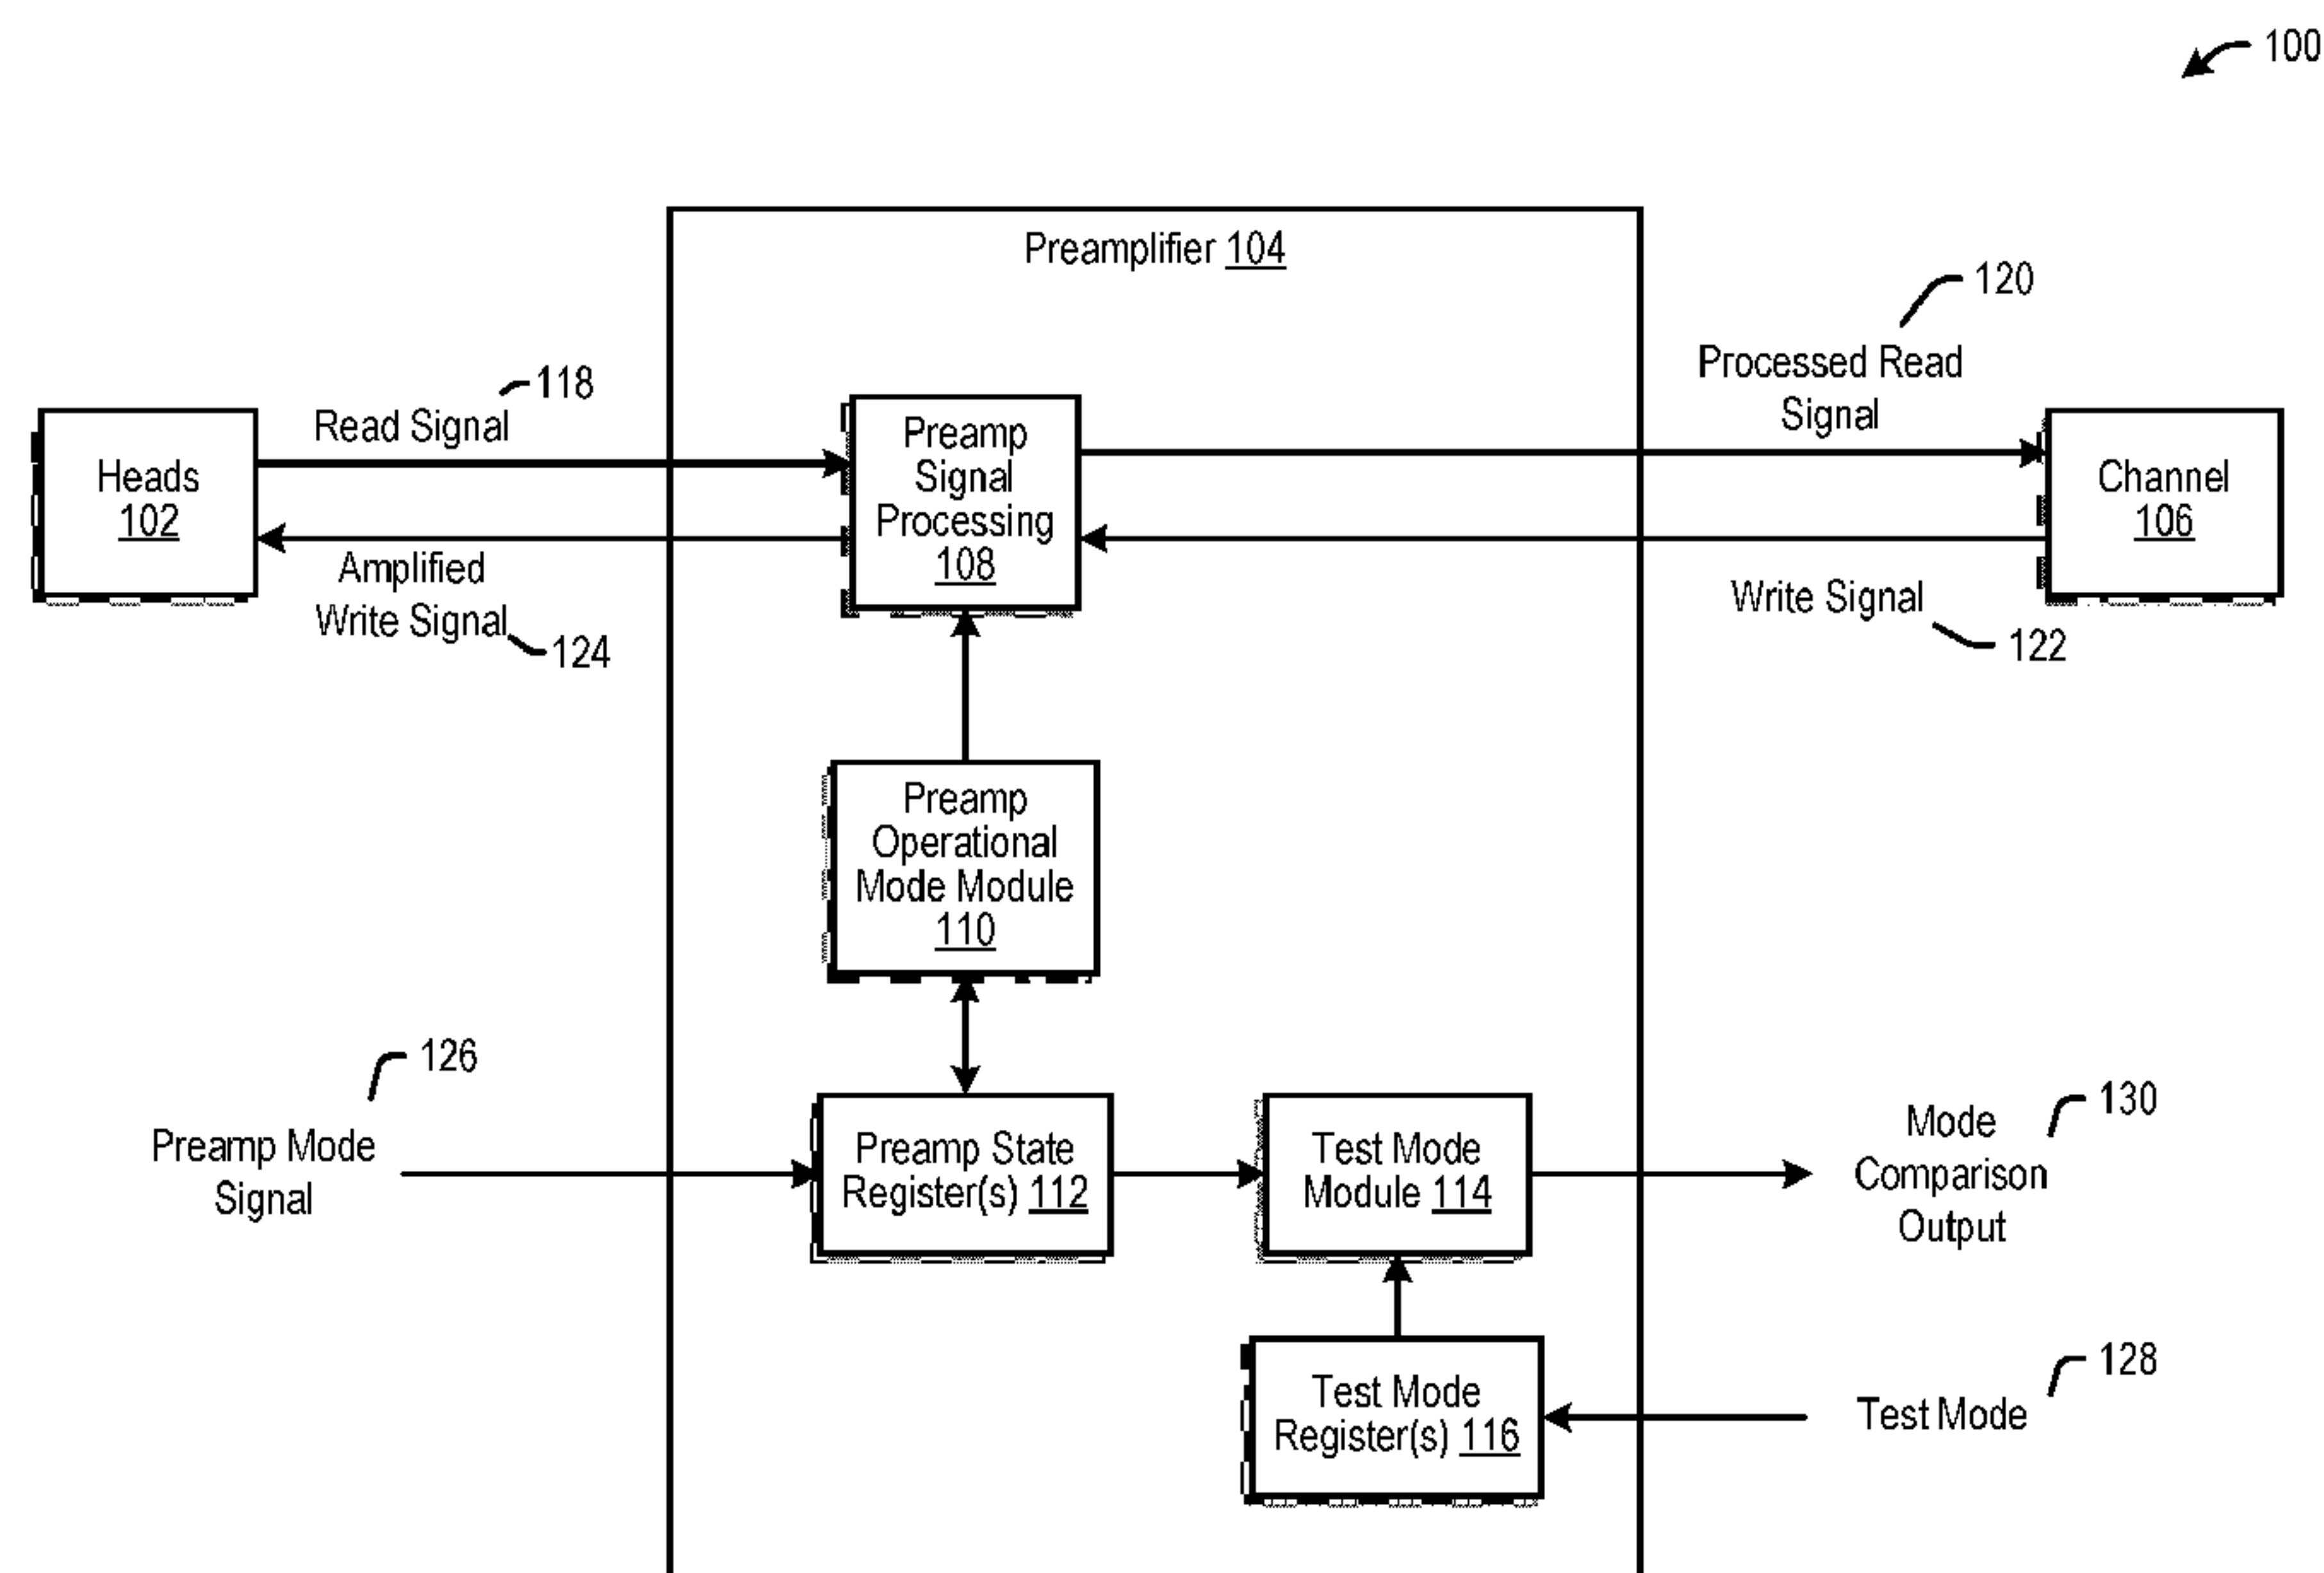 100
Preamplifier 104
120
Processed Read
Signal
118
Read Signal
Heads
102
Preamp
Signal
Processing
108
Channel
106
Amplified
Write Signal
124
Write Signal
122
Preamp
Operational
Mode Module
110
126
Preamp Mode
Signal
Preamp State
Register(s) 112
Test Mode
Module 114
130
Mode
Comparison
Output
Test Mode
Register(s) 116
128
Test Mode